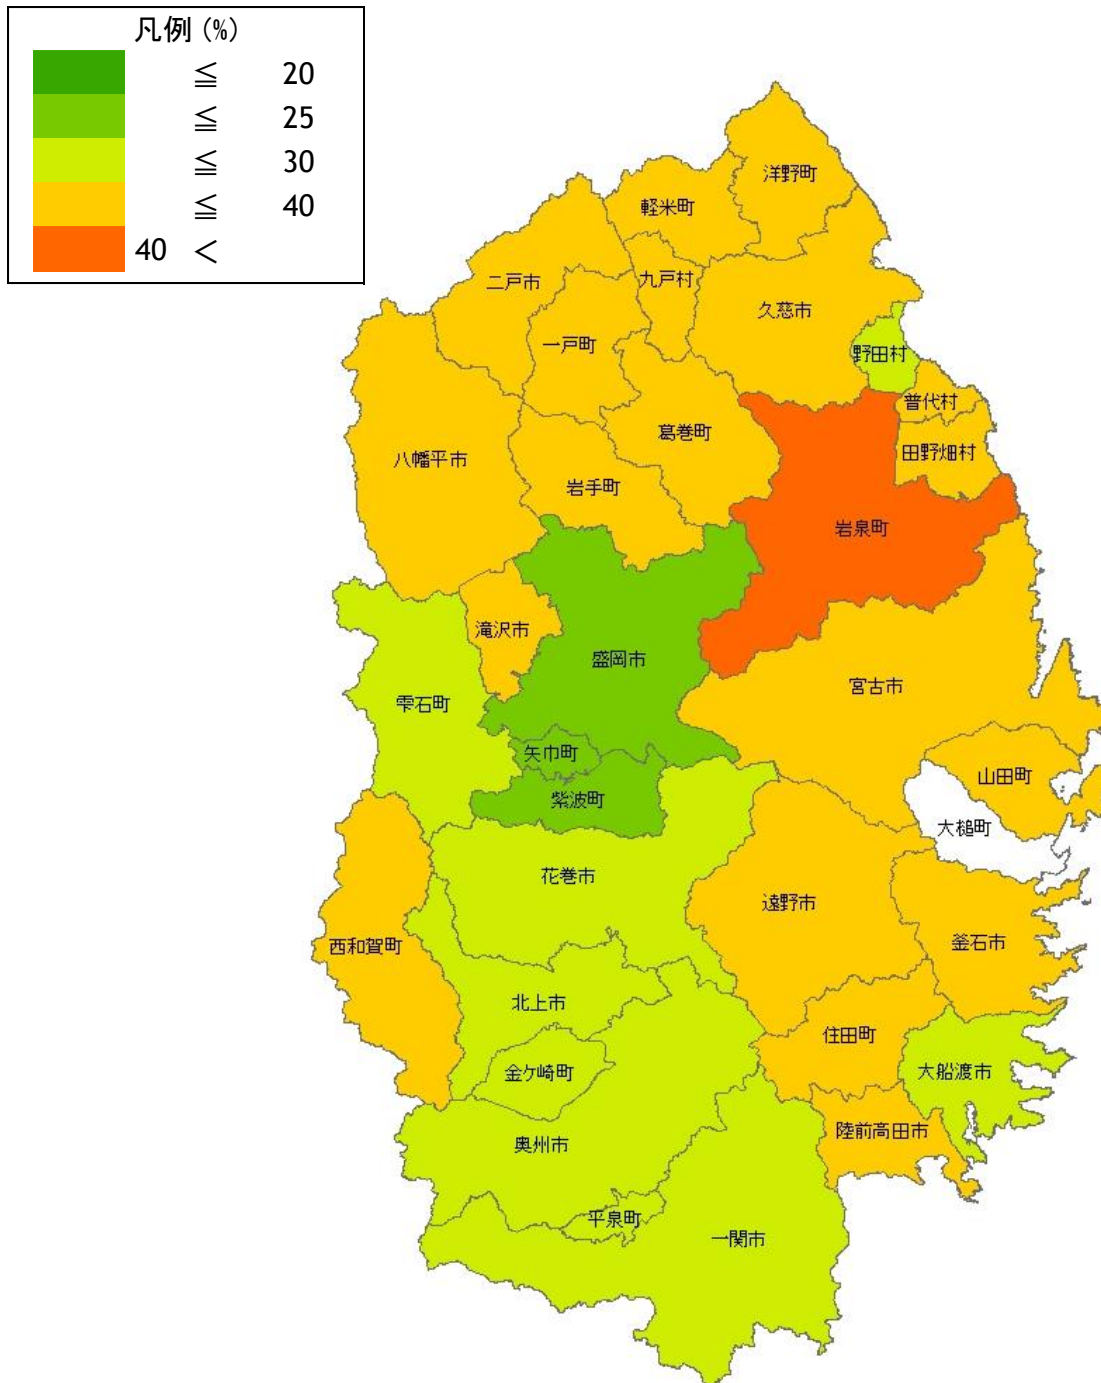 凡例 (%)
≦ 20
≦ 25
≦ 30
≦ 40
40 <
洋野町
軽米町
二戸市
九戸村
久慈市
一戸町
野田村
普代村
葛巻町
田野畑村
八幡平市
岩手町
岩泉町
滝沢市
盛岡市
宮古市
雫石町
矢巾町
山田町
紫波町
大槌町
花巻市
遠野市
西和賀町
釜石市
北上市
住田町
金ケ崎町
大船渡市
陸前高田市
奥州市
平泉町
一関市